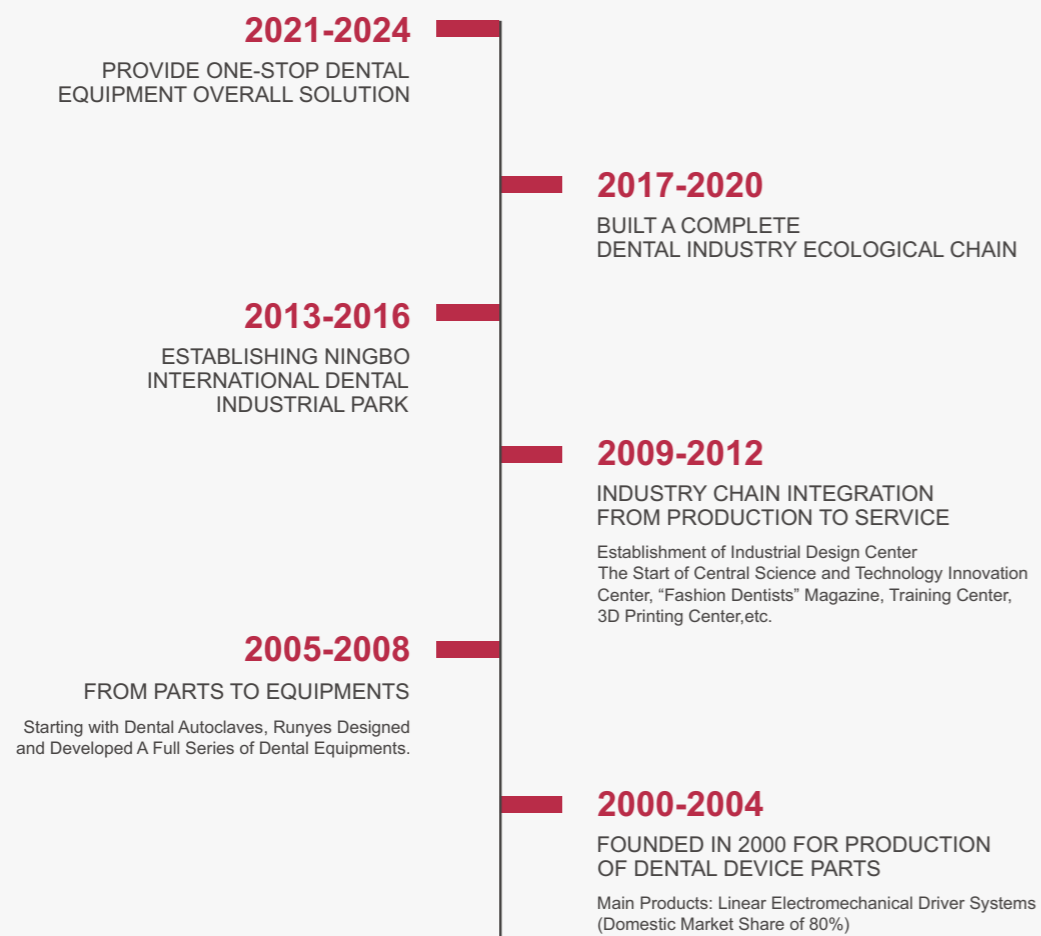 2021-2024
PROVIDE ONE-STOP DENTAL
EQUIPMENT OVERALL SOLUTION
2017-2020
BUILT A COMPLETE
DENTAL INDUSTRY ECOLOGICAL CHAIN
2013-2016
ESTABLISHING NINGBO
INTERNATIONAL DENTAL
INDUSTRIAL PARK
2009-2012
INDUSTRY CHAIN INTEGRATION
FROM PRODUCTION TO SERVICE
Establishment of Industrial Design Center
The Start of Central Science and Technology Innovation
Center, “Fashion Dentists” Magazine, Training Center,
3D Printing Center,etc.
2005-2008
FROM PARTS TO EQUIPMENTS
Starting with Dental Autoclaves, Runyes Designed
and Developed A Full Series of Dental Equipments.
2000-2004
FOUNDED IN 2000 FOR PRODUCTION
OF DENTAL DEVICE PARTS
Main Products: Linear Electromechanical Driver Systems
(Domestic Market Share of 80%)